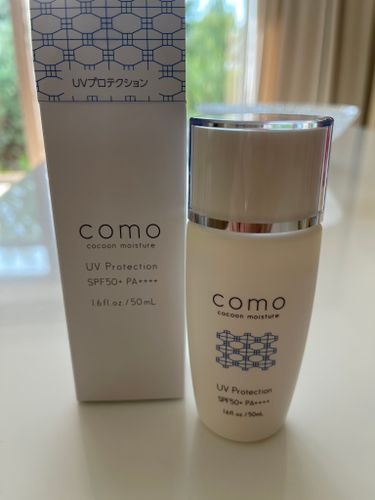 UVプロテクション
como
cocoon moisture
UV Protection
SPF50+ PA++++
1.6fl.oz./50mL
como
cocoon moisture
UV Protection
SPF50+ PA++++
1.6fl.oz./50mL